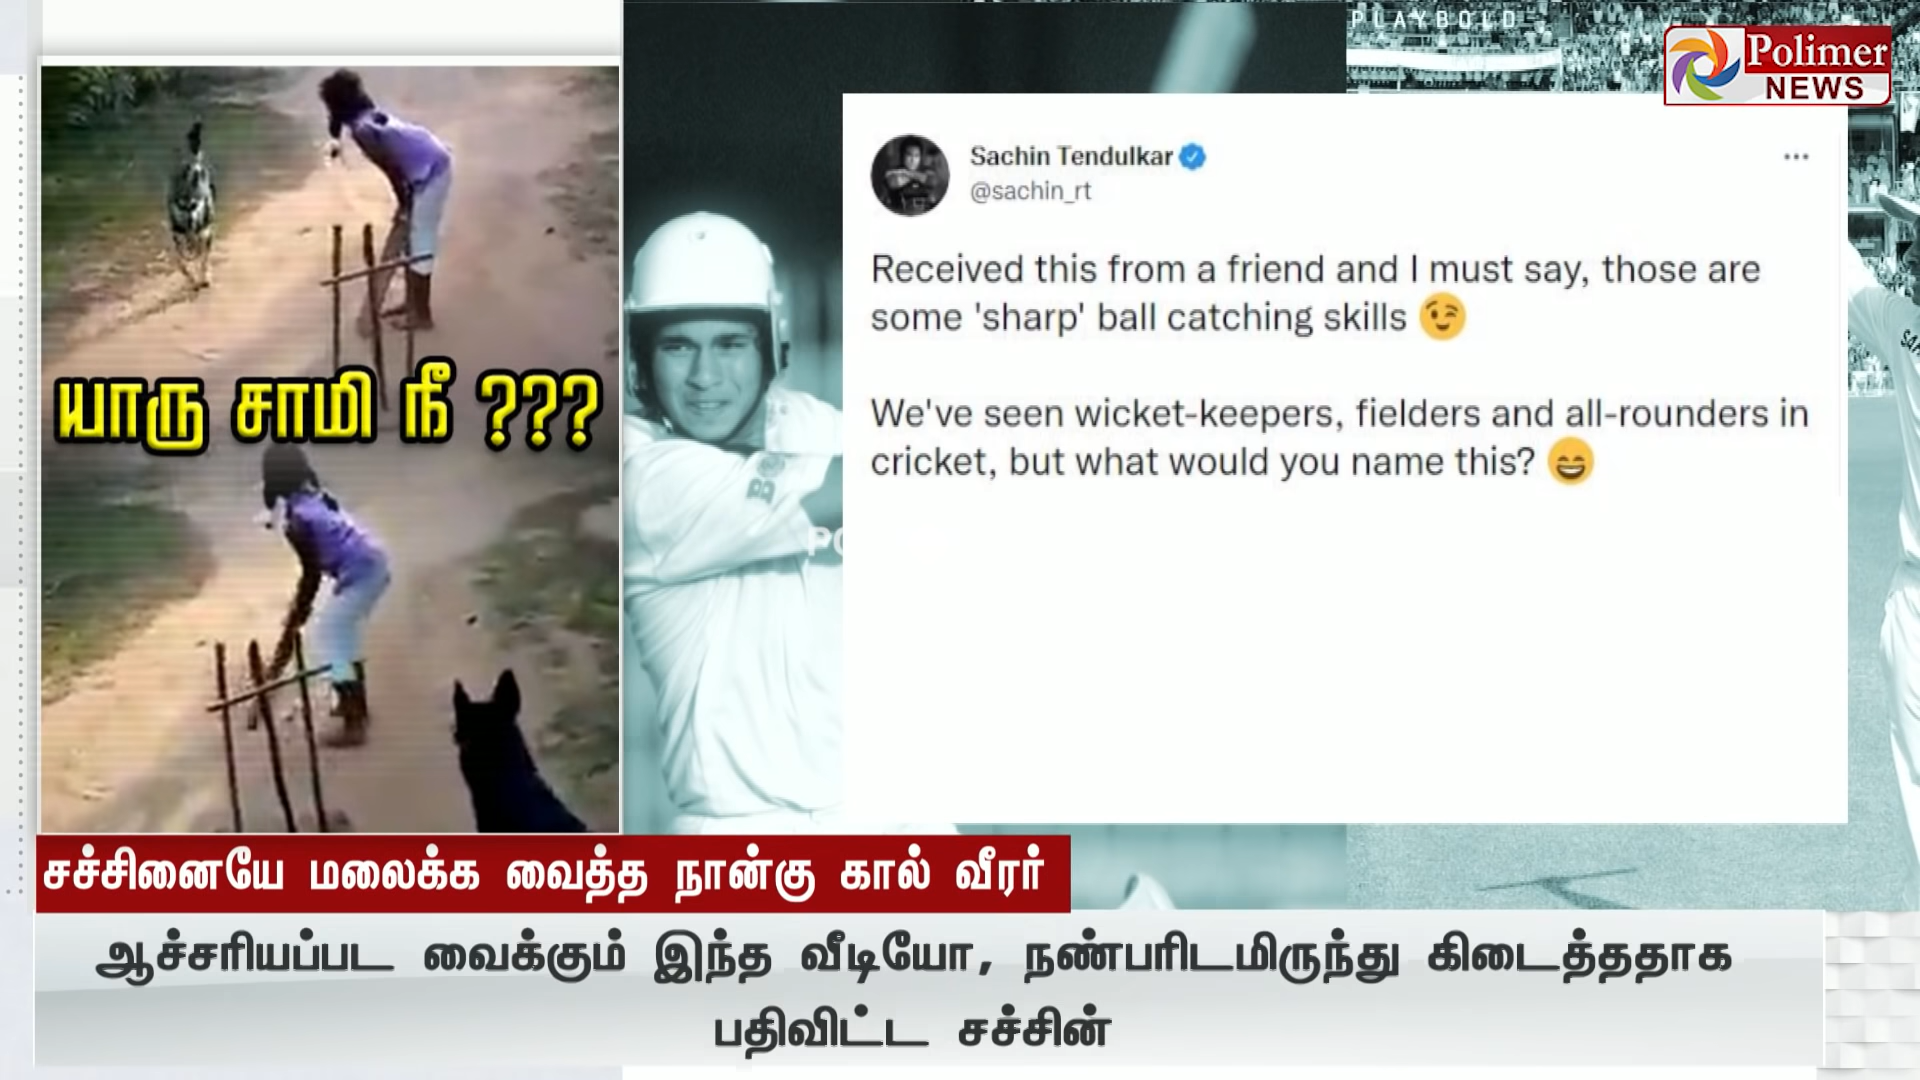 PLAYBOLD
Polimer
NEWS
Sachin Tendulkar
@sachin_rt
Received this from a friend and I must say, those are
some 'sharp' ball catching skills 😉
We've seen wicket-keepers, fielders and all-rounders in
cricket, but what would you name this? 😄
யாரு சாமி நீ ???
சச்சினையே மலைக்க வைத்த நான்கு கால் வீரர்
ஆச்சரியப்பட வைக்கும் இந்த வீடியோ, நண்பரிடமிருந்து கிடைத்ததாக
பதிவிட்ட சச்சின்